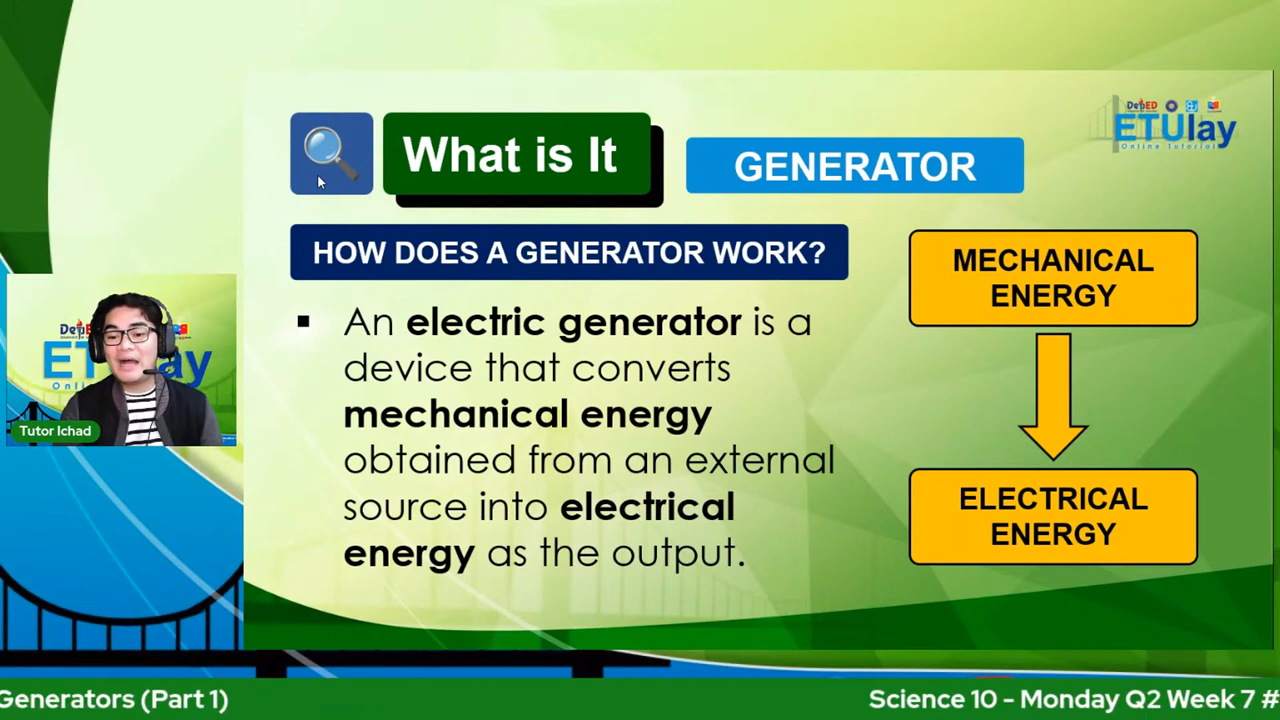 What is It
GENERATOR
DepED
ETUlay
Online Tutorial
HOW DOES A GENERATOR WORK?
▪ An electric generator is a
device that converts
mechanical energy
obtained from an external
source into electrical
energy as the output.
MECHANICAL
ENERGY
ELECTRICAL
ENERGY
Tutor Ichad
Generators (Part 1)
Science 10 - Monday Q2 Week 7 #